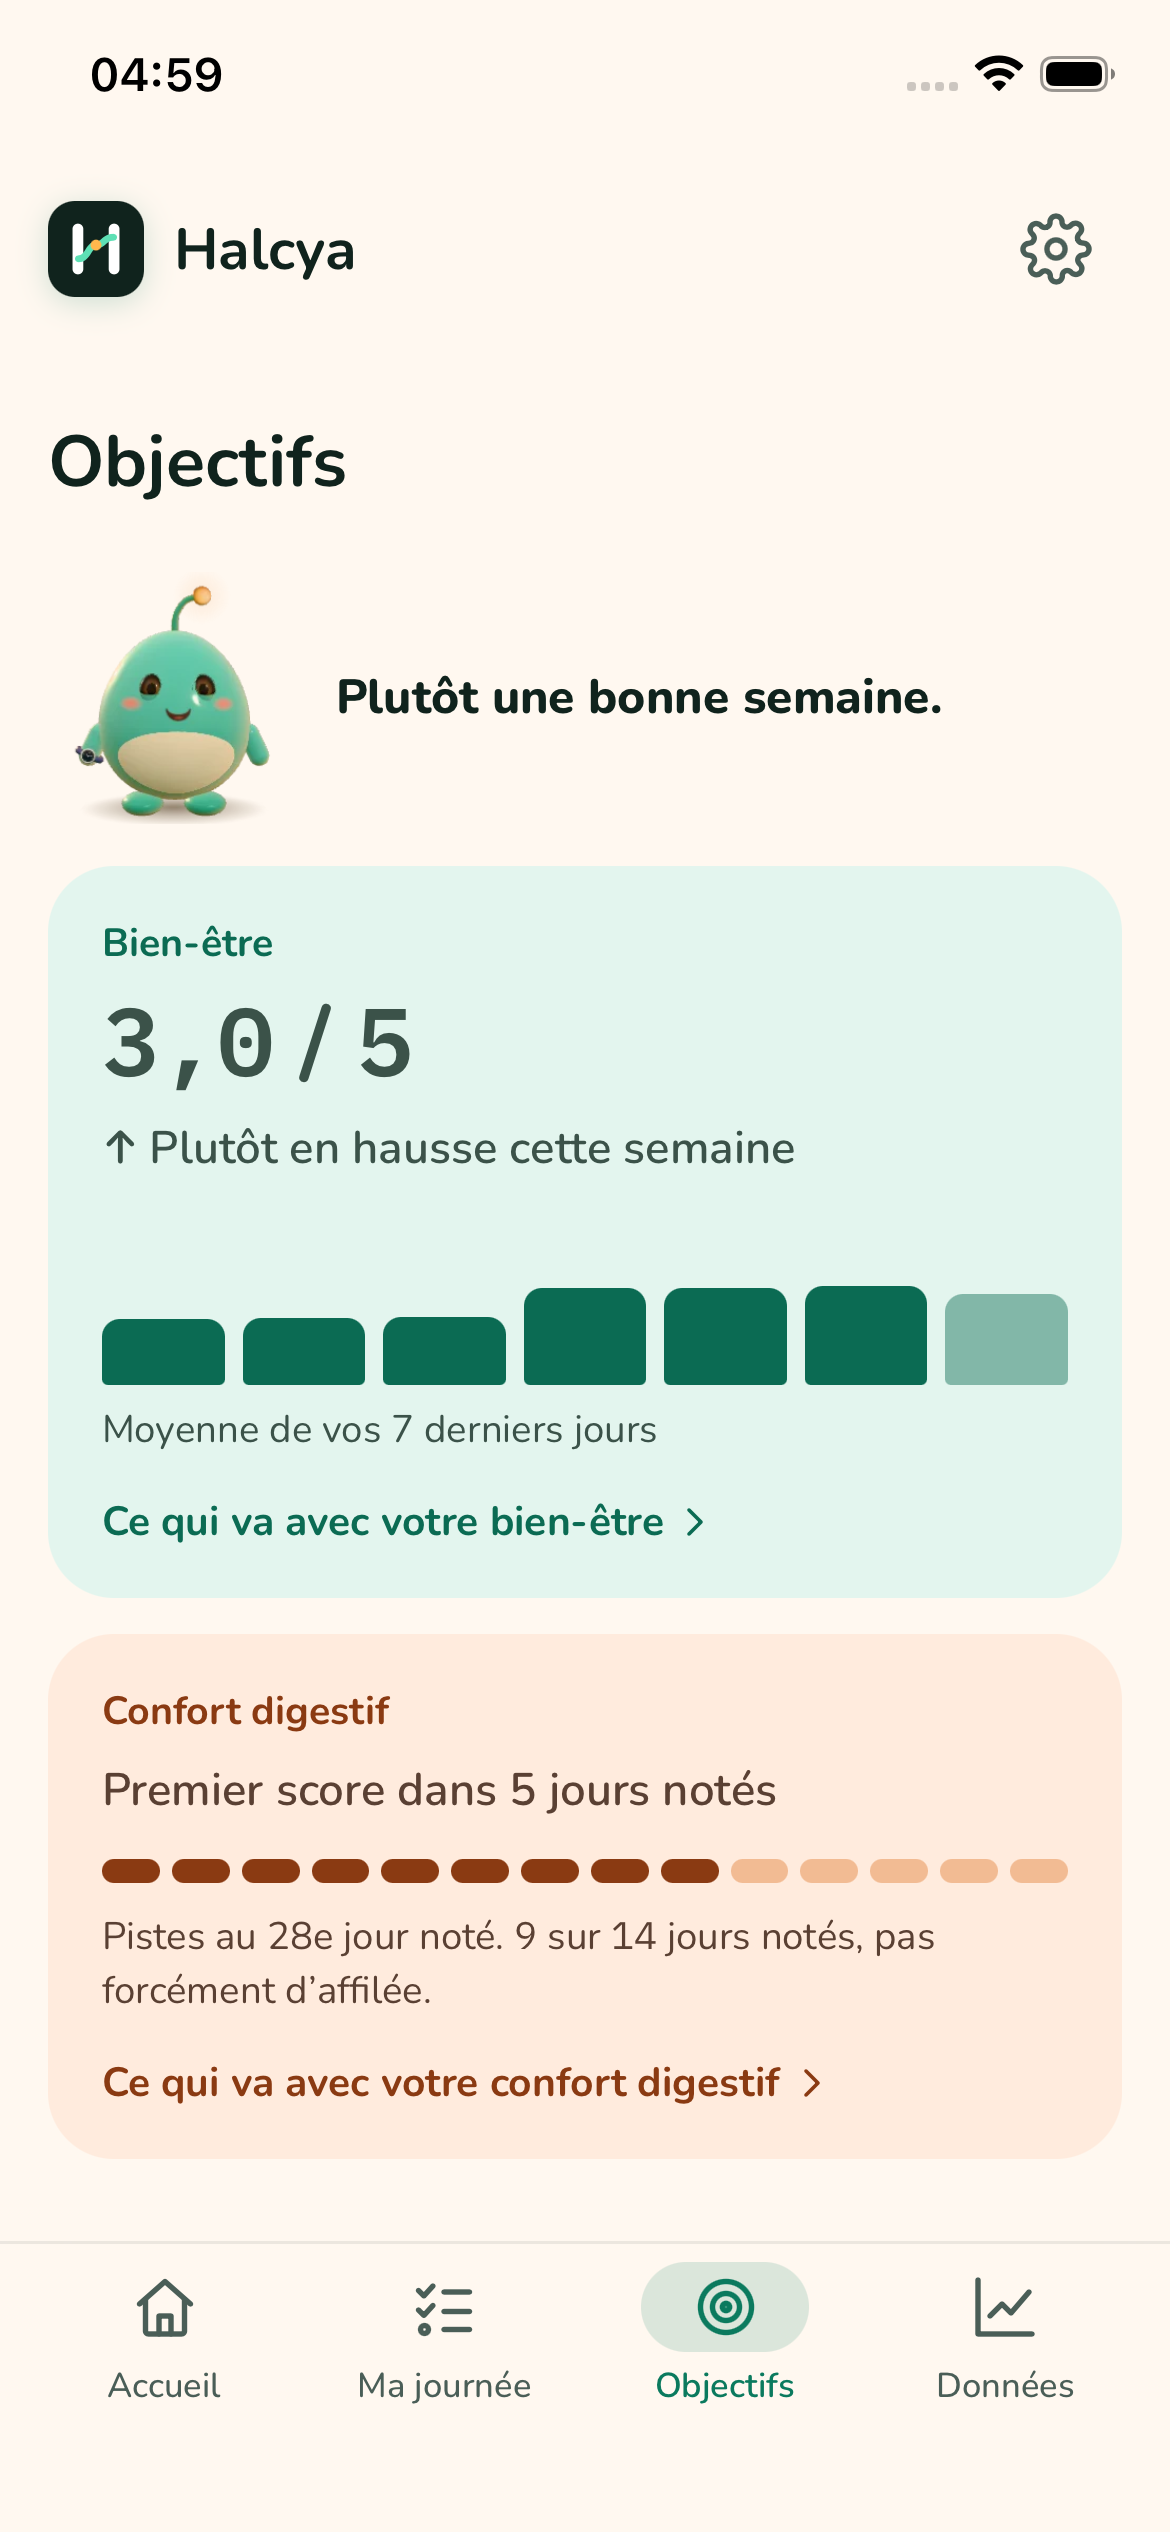 04:59
Halcya
Objectifs
Plutôt une bonne semaine.
Bien-être
3,0/5
↑ Plutôt en hausse cette semaine
Moyenne de vos 7 derniers jours
Ce qui va avec votre bien-être
Confort digestif
Premier score dans 5 jours notés
Pistes au 28e jour noté. 9 sur 14 jours notés, pas
forcément d’affilée.
Ce qui va avec votre confort digestif
Accueil
Ma journée
Objectifs
Données